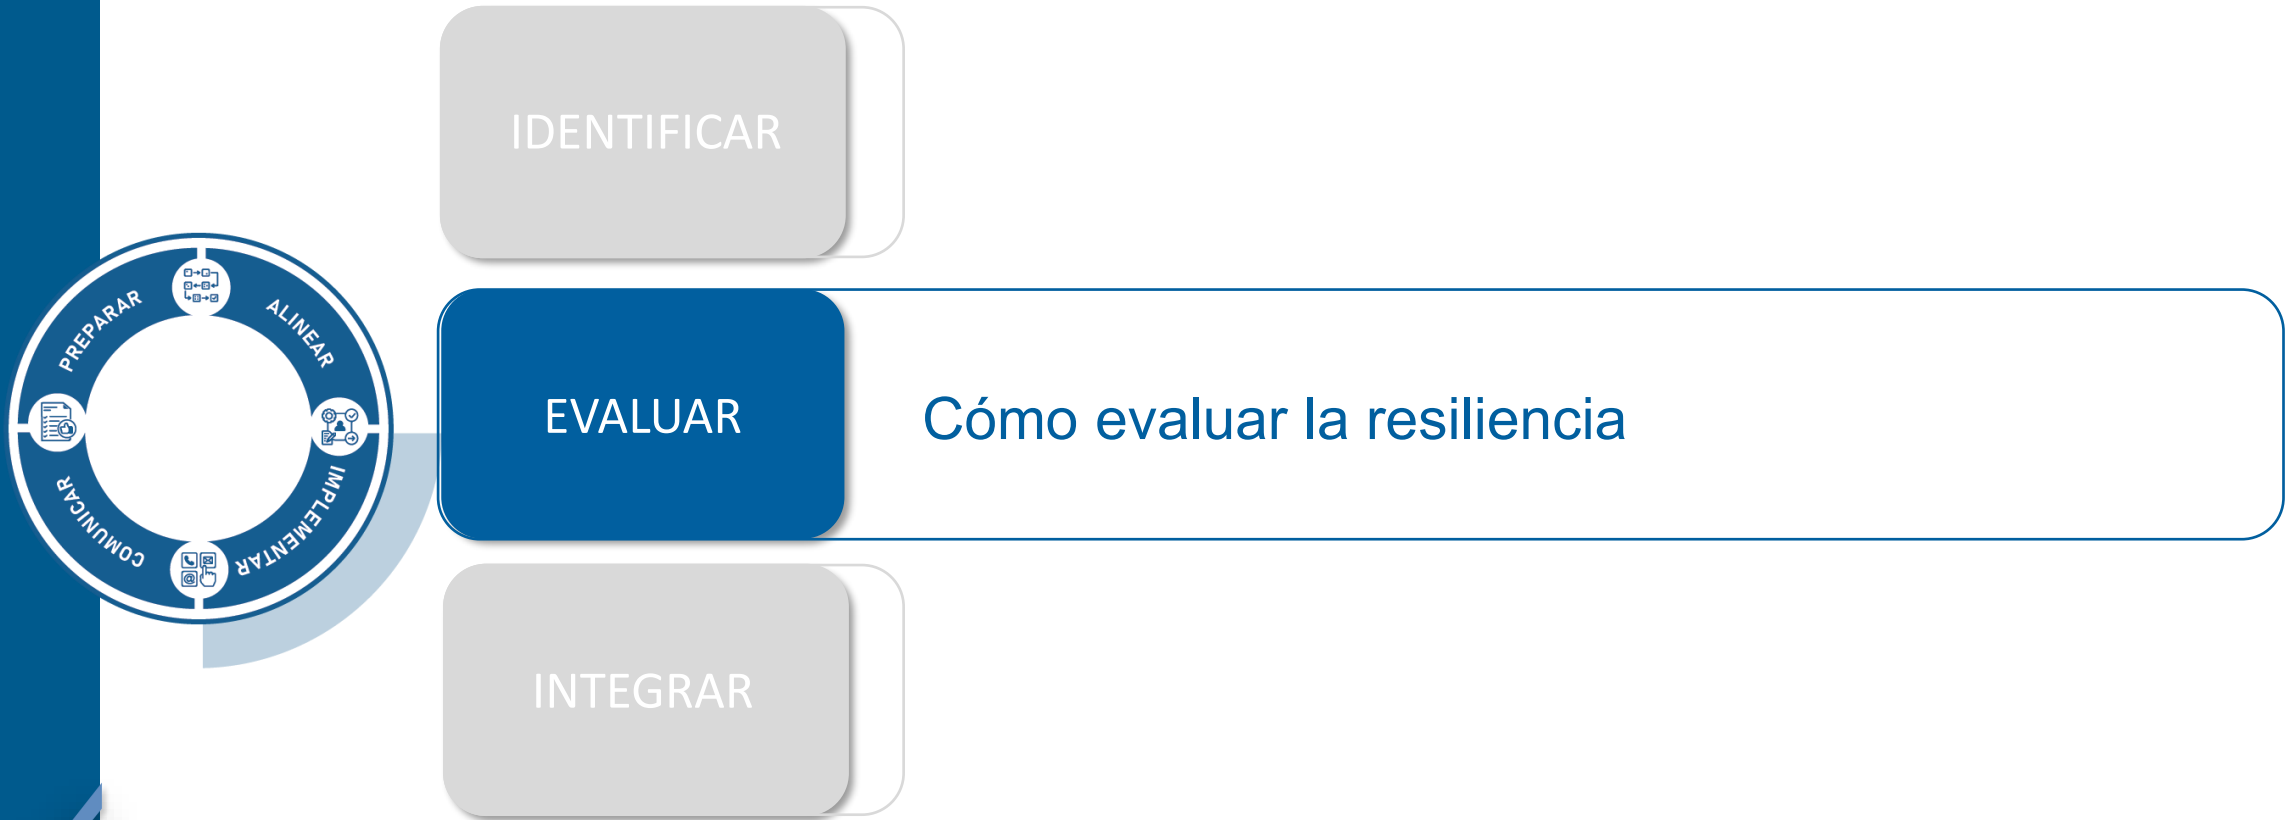 IDENTIFICAR
PREPARAR
ALINEAR
IMPLEMENTAR
COMUNICAR
EVALUAR
Cómo evaluar la resiliencia
INTEGRAR